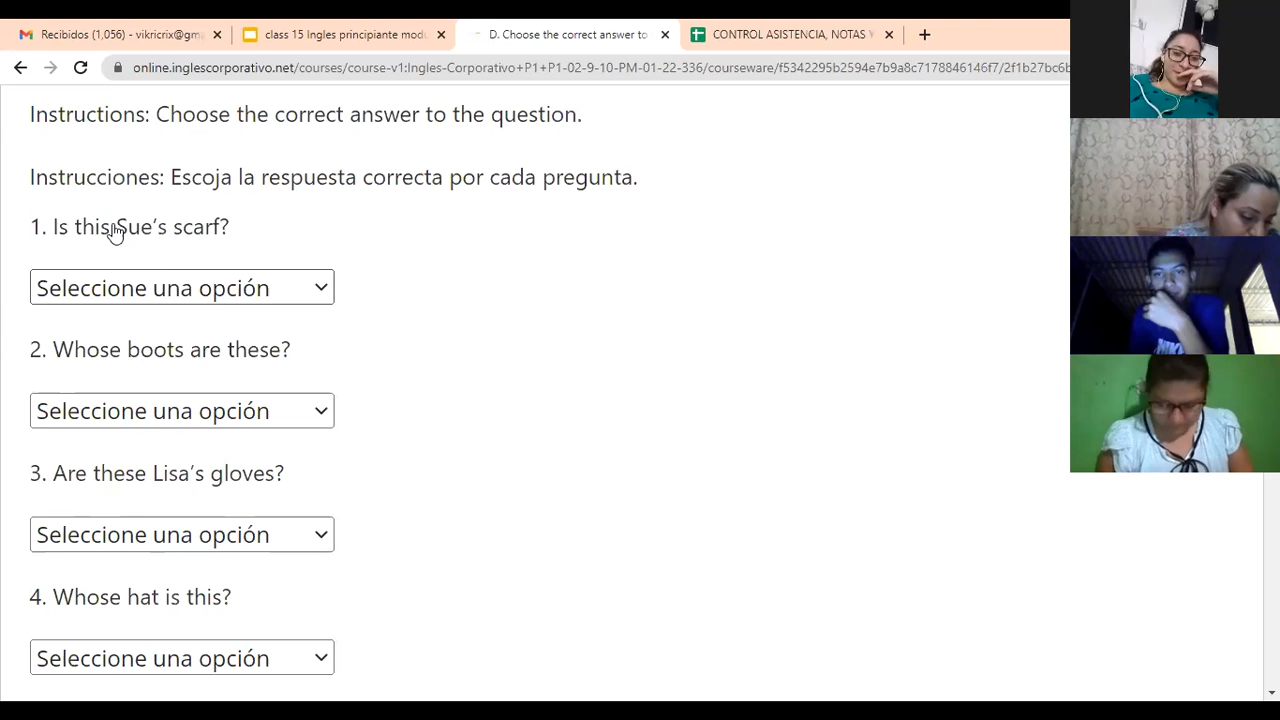 Recibidos (1,056) - vikricrix@gm
class 15 Ingles principiante mod
D. Choose the correct answer to
CONTROL ASISTENCIA, NOTAS Y
online.inglescorporativo.net/courses/course-v1:Ingles-Corporativo+P1+P1-02-9-10-PM-01-22-336/courseware/f5342295b2594e7b9a8c7178846146f7/2f1b27bc6b
Instructions: Choose the correct answer to the question.
Instrucciones: Escoja la respuesta correcta por cada pregunta.
1. Is this Sue's scarf?
Seleccione una opción
2. Whose boots are these?
Seleccione una opción
3. Are these Lisa's gloves?
Seleccione una opción
4. Whose hat is this?
Seleccione una opción